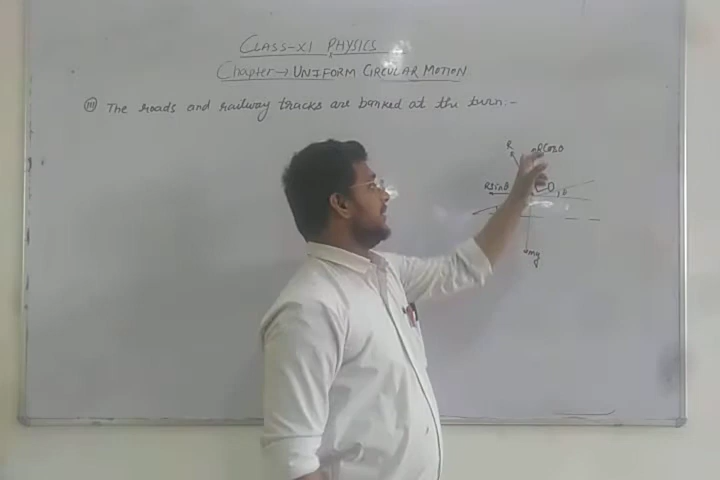 CLASS-XI PHYSICS
Chapter → UNIFORM CIRCULAR MOTION
(III) The roads and railway tracks are banked at the turn:-
R
RCosθ
RSinθ
θ
mg